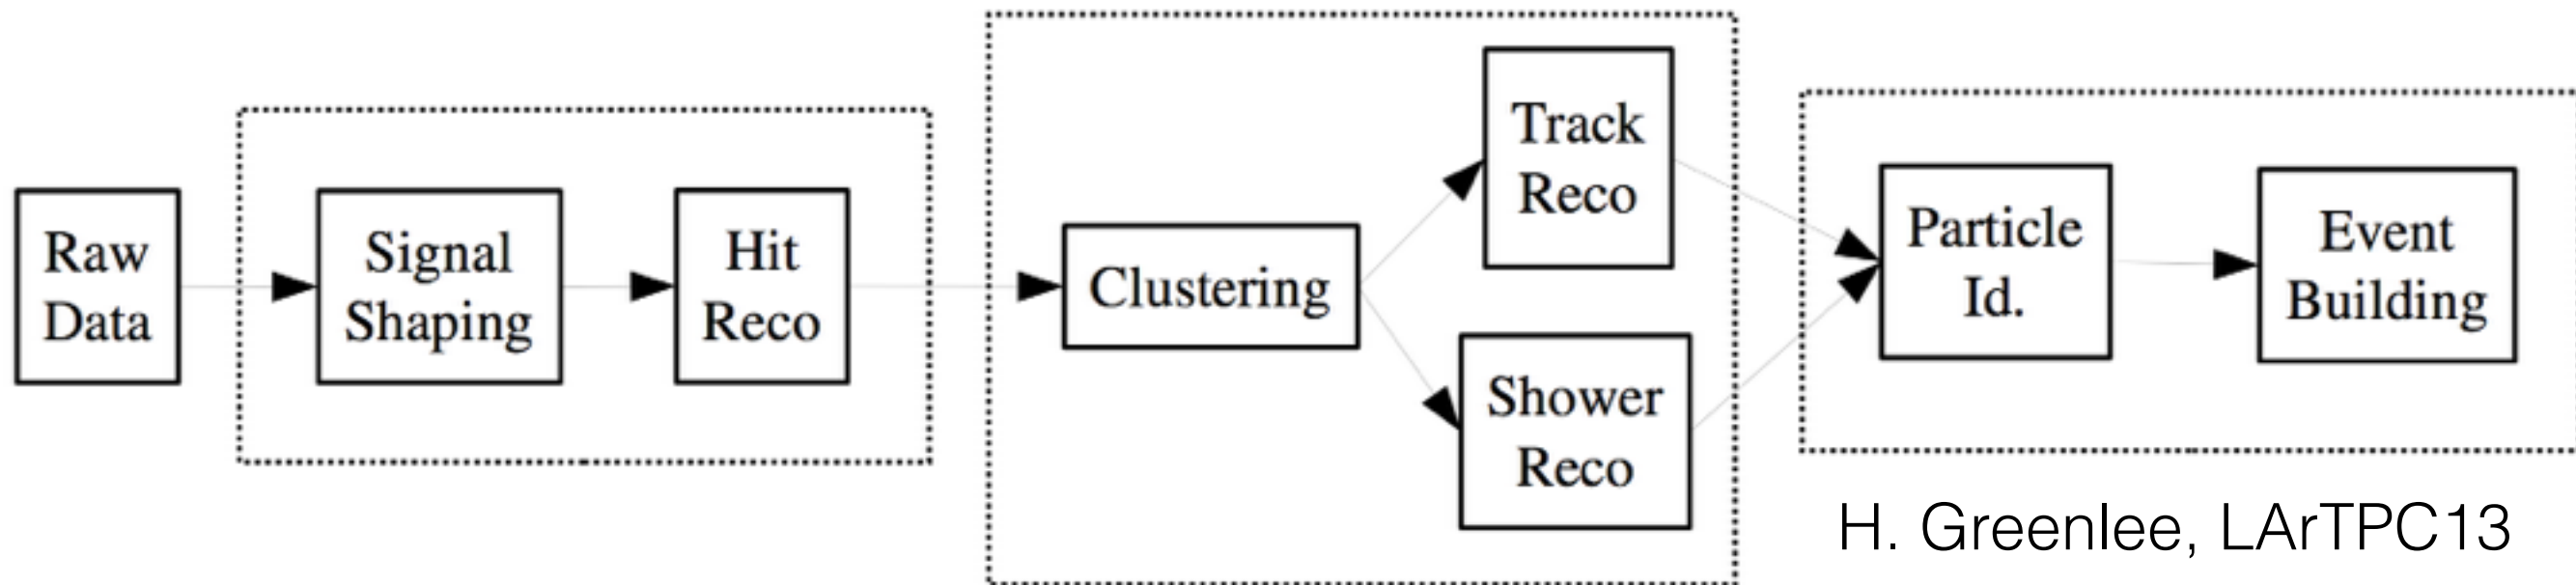 Raw
Data
Signal
Shaping
Hit
Reco
Clustering
Track
Reco
Shower
Reco
Particle
Id.
Event
Building
H. Greenlee, LArTPC13